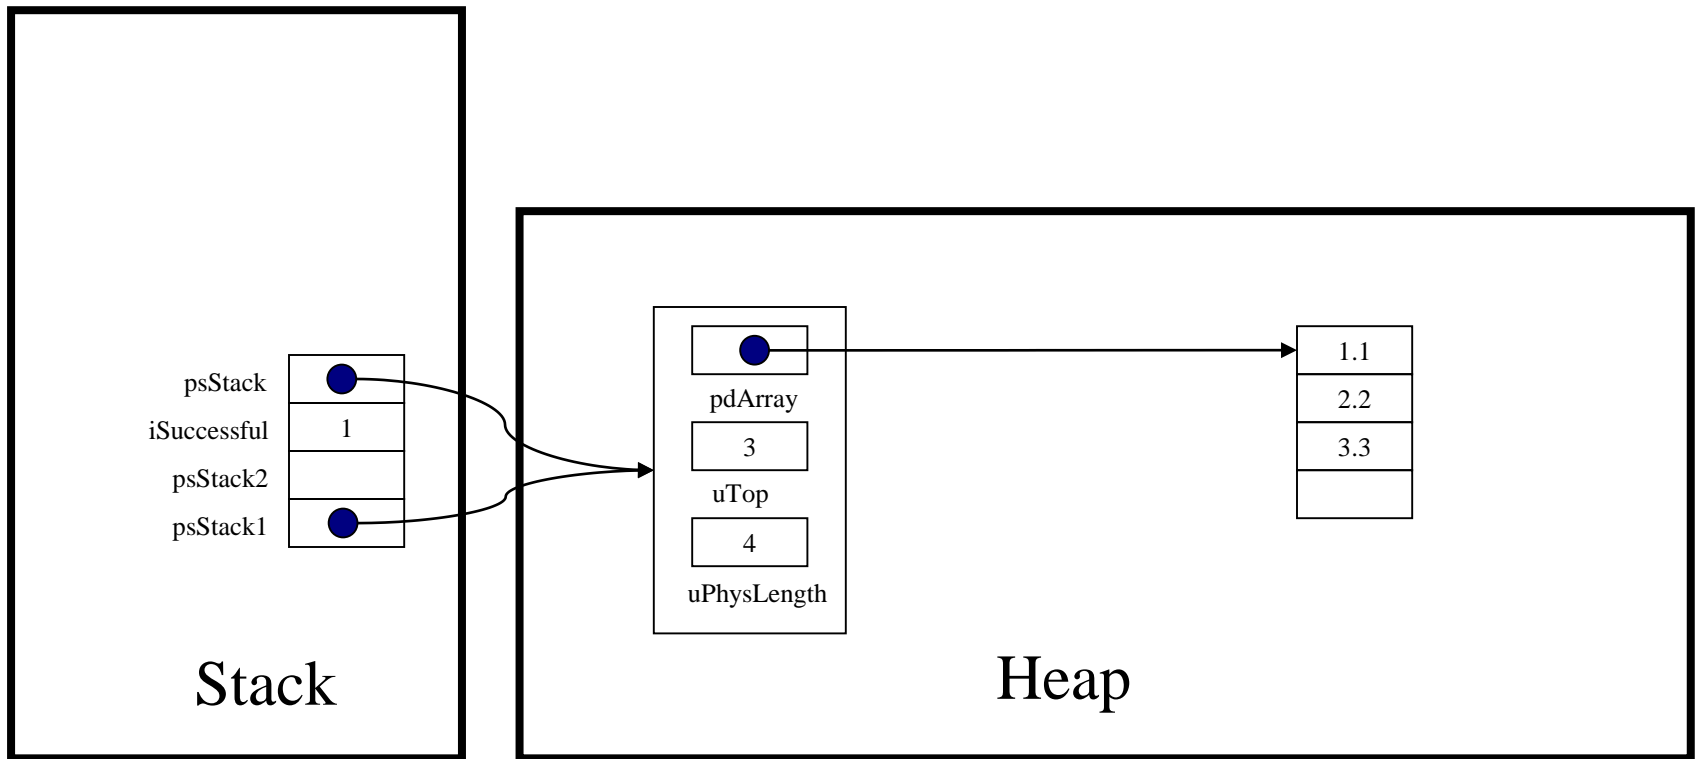 psStack
iSuccessful 1
psStack2
psStack1
Stack
pdArray
3
uTop
4
uPhysLength
1.1
2.2
3.3
Heap